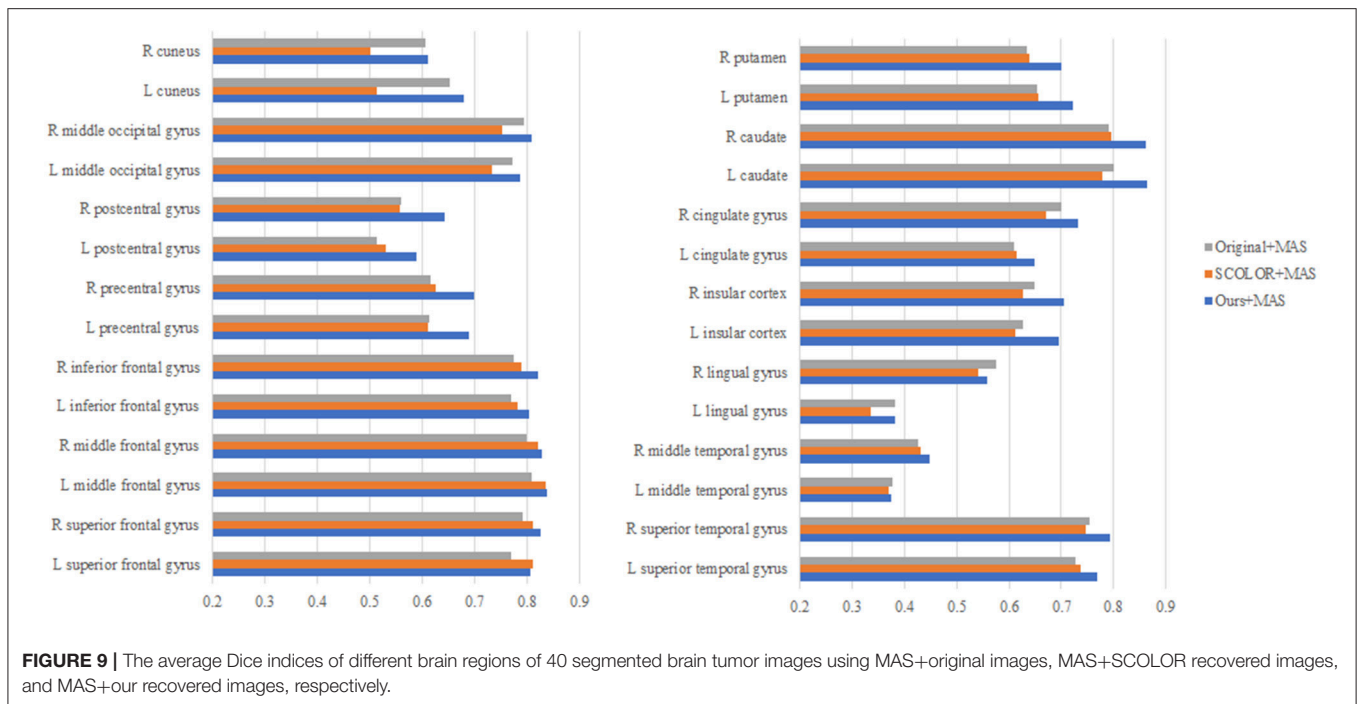 R cuneus
L cuneus
R middle occipital gyrus
L middle occipital gyrus
R postcentral gyrus
L postcentral gyrus
R precentral gyrus
L precentral gyrus
R inferior frontal gyrus
L inferior frontal gyrus
R middle frontal gyrus
L middle frontal gyrus
R superior frontal gyrus
L superior frontal gyrus
0.2 0.3 0.4 0.5 0.6 0.7 0.8 0.9
R putamen
L putamen
R caudate
L caudate
R cingulate gyrus
L cingulate gyrus
R insular cortex
L insular cortex
R lingual gyrus
L lingual gyrus
R middle temporal gyrus
L middle temporal gyrus
R superior temporal gyrus
L superior temporal gyrus
0.2 0.3 0.4 0.5 0.6 0.7 0.8 0.9
Original+MAS
SCOLOR+MAS
Ours+MAS
FIGURE 9 | The average Dice indices of different brain regions of 40 segmented brain tumor images using MAS+original images, MAS+SCOLOR recovered images,
and MAS+our recovered images, respectively.